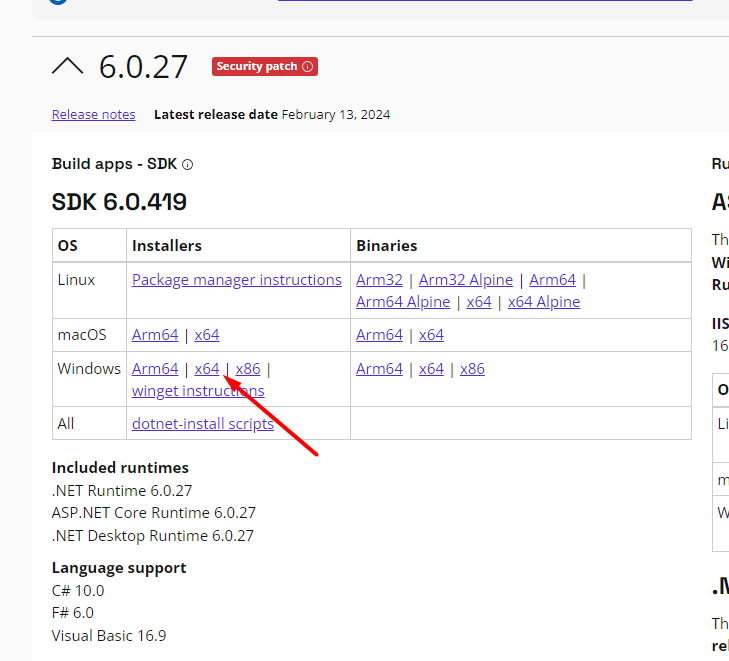 6.0.27 Security patch
Release notes Latest release date February 13, 2024
Build apps - SDK
SDK 6.0.419
OS Installers Binaries
Linux Package manager instructions Arm32 | Arm32 Alpine | Arm64 |
Arm64 Alpine | x64 | x64 Alpine
macOS Arm64 | x64 Arm64 | x64
Windows Arm64 | x64 | x86 | Arm64 | x64 | x86
winget instructions
All dotnet-install scripts
Included runtimes
.NET Runtime 6.0.27
ASP.NET Core Runtime 6.0.27
.NET Desktop Runtime 6.0.27
Language support
C# 10.0
F# 6.0
Visual Basic 16.9
Ru
AS
Th
Wi
Ru
IIS
16
O
Li
m
W
Th
rel